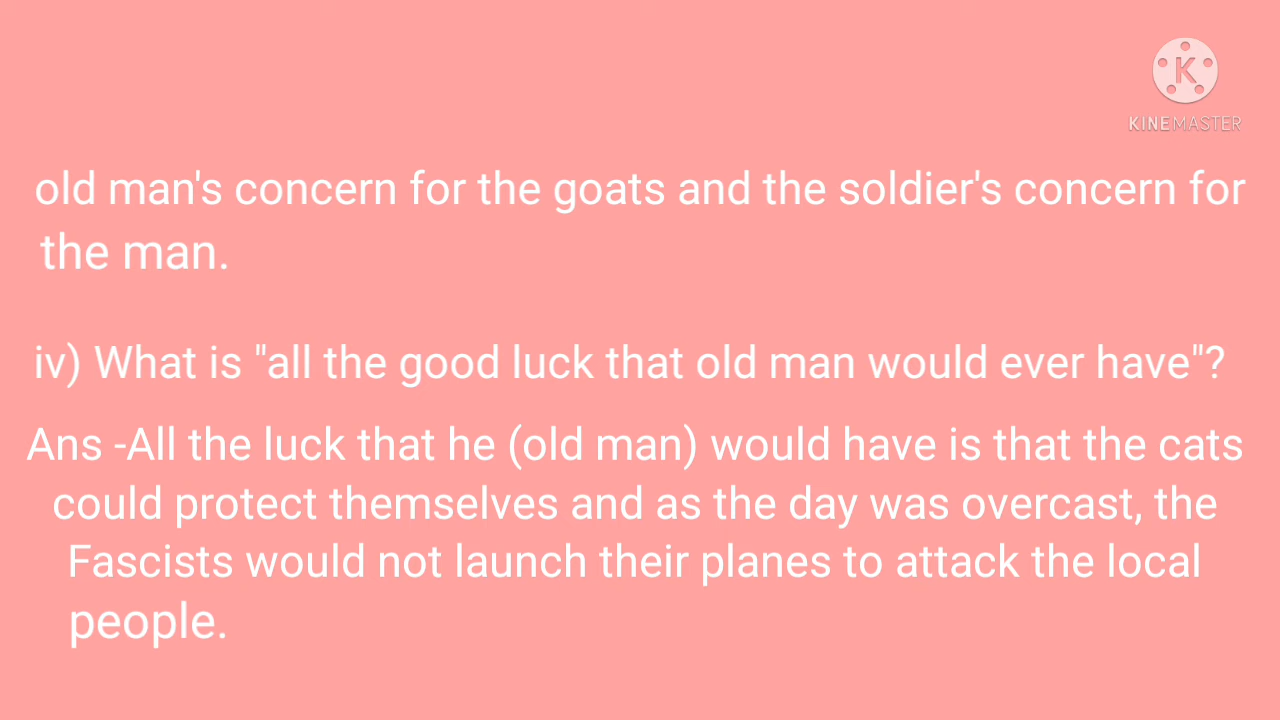 K
KINEMASTER
old man's concern for the goats and the soldier's concern for
the man.
iv) What is "all the good luck that old man would ever have"?
Ans -All the luck that he (old man) would have is that the cats
could protect themselves and as the day was overcast, the
Fascists would not launch their planes to attack the local
people.